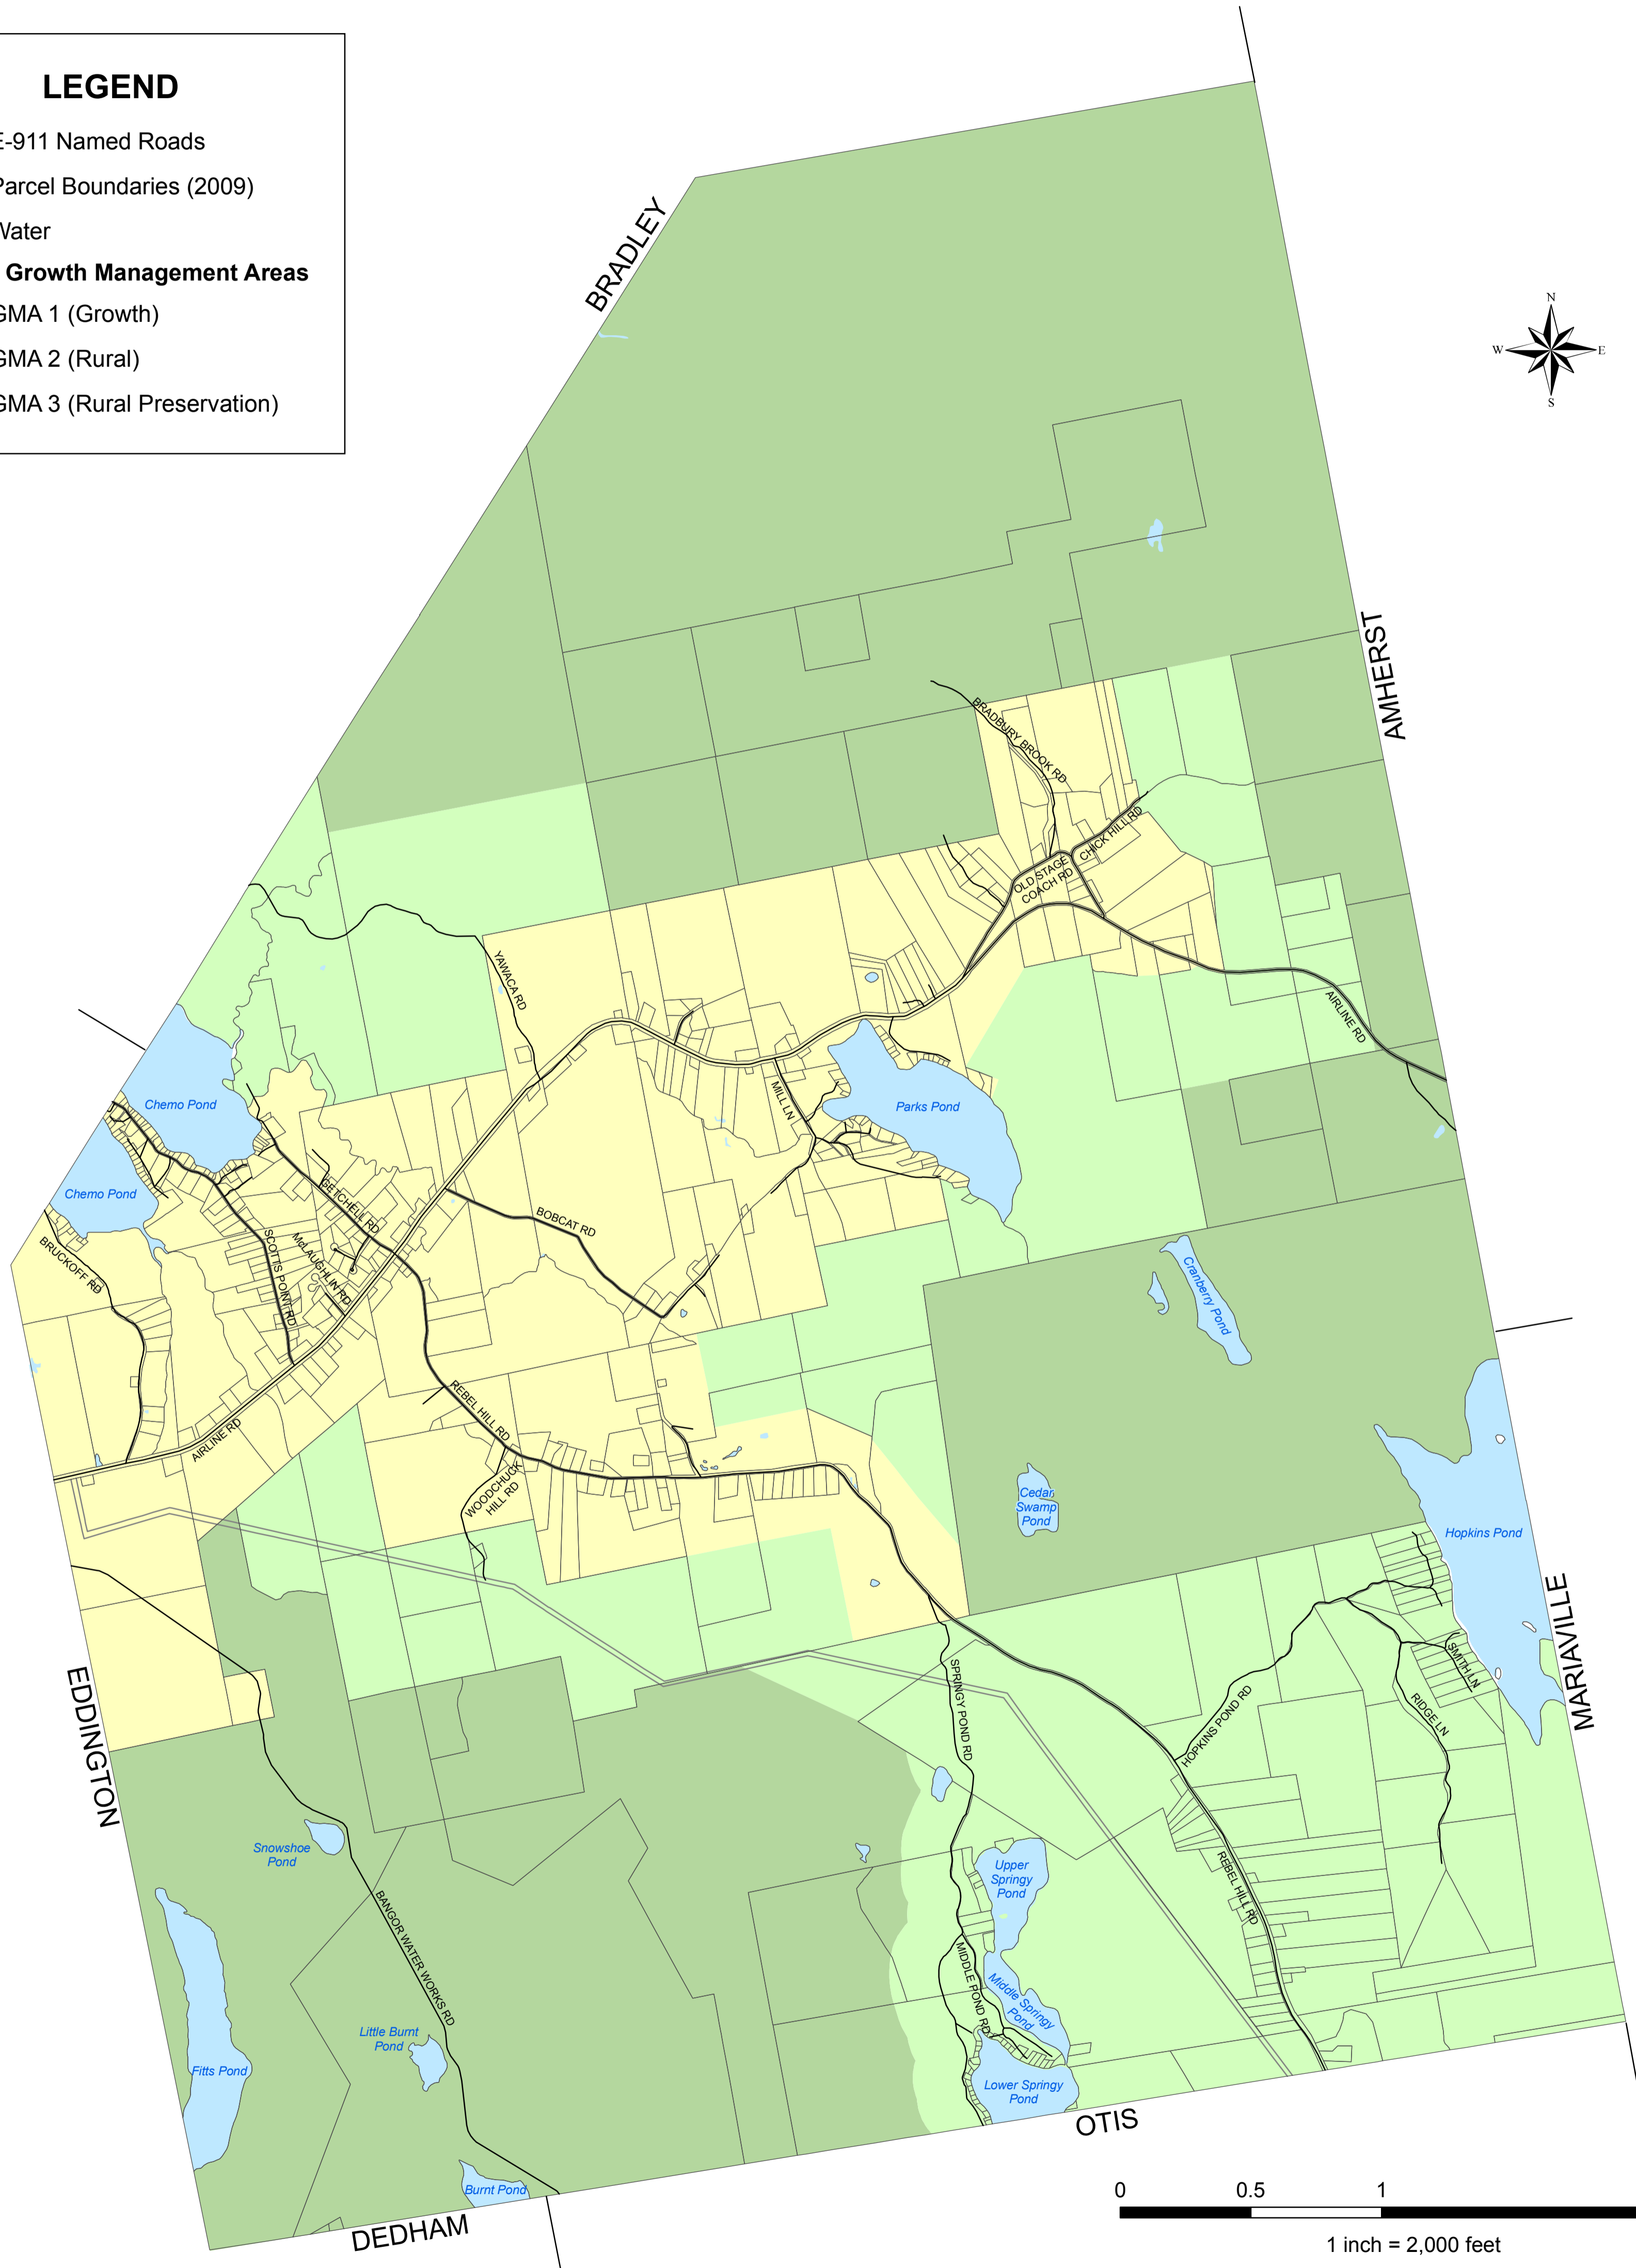 LEGEND
E-911 Named Roads
Parcel Boundaries (2009)
Water
Growth Management Areas
GMA 1 (Growth)
GMA 2 (Rural)
GMA 3 (Rural Preservation)
BRADLEY
N
W
E
S
AMHERST
BRADBURY BROOK RD
CHICK HILL RD
OLD STAGE
COACH RD
YAWACA RD
AIRLINE RD
Chemo Pond
MILL LN
Parks Pond
Chemo Pond
GETCHELL RD
BOBCAT RD
BRUCKOFF RD
SCOTTS POINT RD
McLAUGHLIN RD
Cranberry Pond
REBEL HILL RD
AIRLINE RD
WOODCHUCK
HILL RD
Cedar
Swamp
Pond
Hopkins Pond
MARIAVILLE
SMITH LN
RIDGE LN
HOPKINS POND RD
SPRINGY POND RD
EDDINGTON
Snowshoe
Pond
Upper
Springy
Pond
REBEL HILL RD
BANGOR WATER WORKS RD
MIDDLE POND RD
Middle Springy
Pond
Little Burnt
Pond
Fitts Pond
Lower Springy
Pond
OTIS
Burnt Pond
DEDHAM
0
0.5
1
1 inch = 2,000 feet